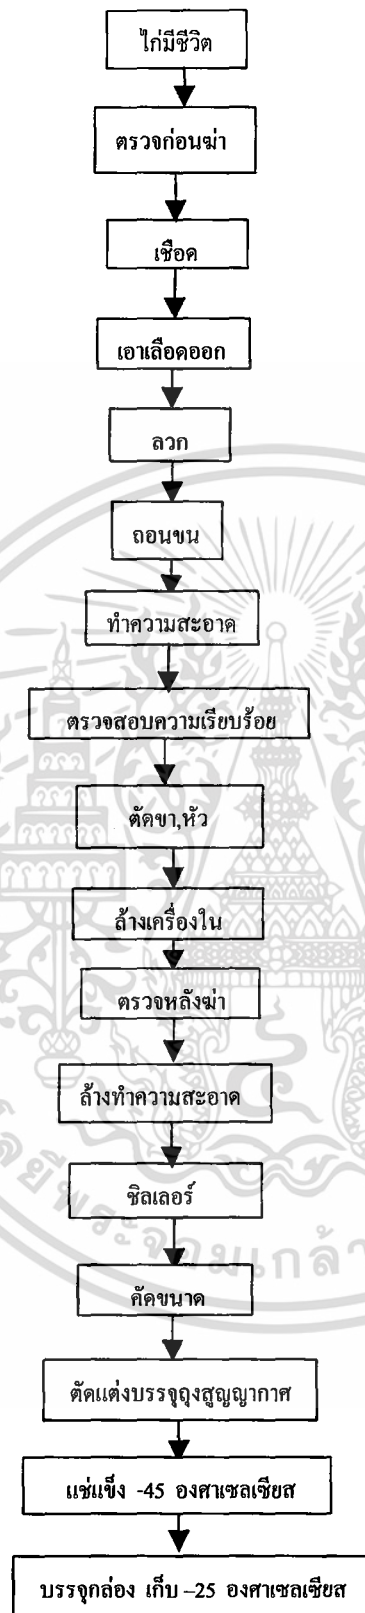 ไก่มีชีวิต
ตรวจก่อนฆ่า
เชือด
เอาเลือดออก
ลวก
ถอนขน
ทำความสะอาด
ตรวจสอบความเรียบร้อย
ตัดขา,หัว
ล้างเครื่องใน
ตรวจหลังฆ่า
ล้างทำความสะอาด
ชิลเลอร์
คัดขนาด
ตัดแต่งบรรจุถุงสูญญากาศ
แช่แข็ง -45 องศาเซลเซียส
บรรจุกล่อง เก็บ –25 องศาเซลเซียส